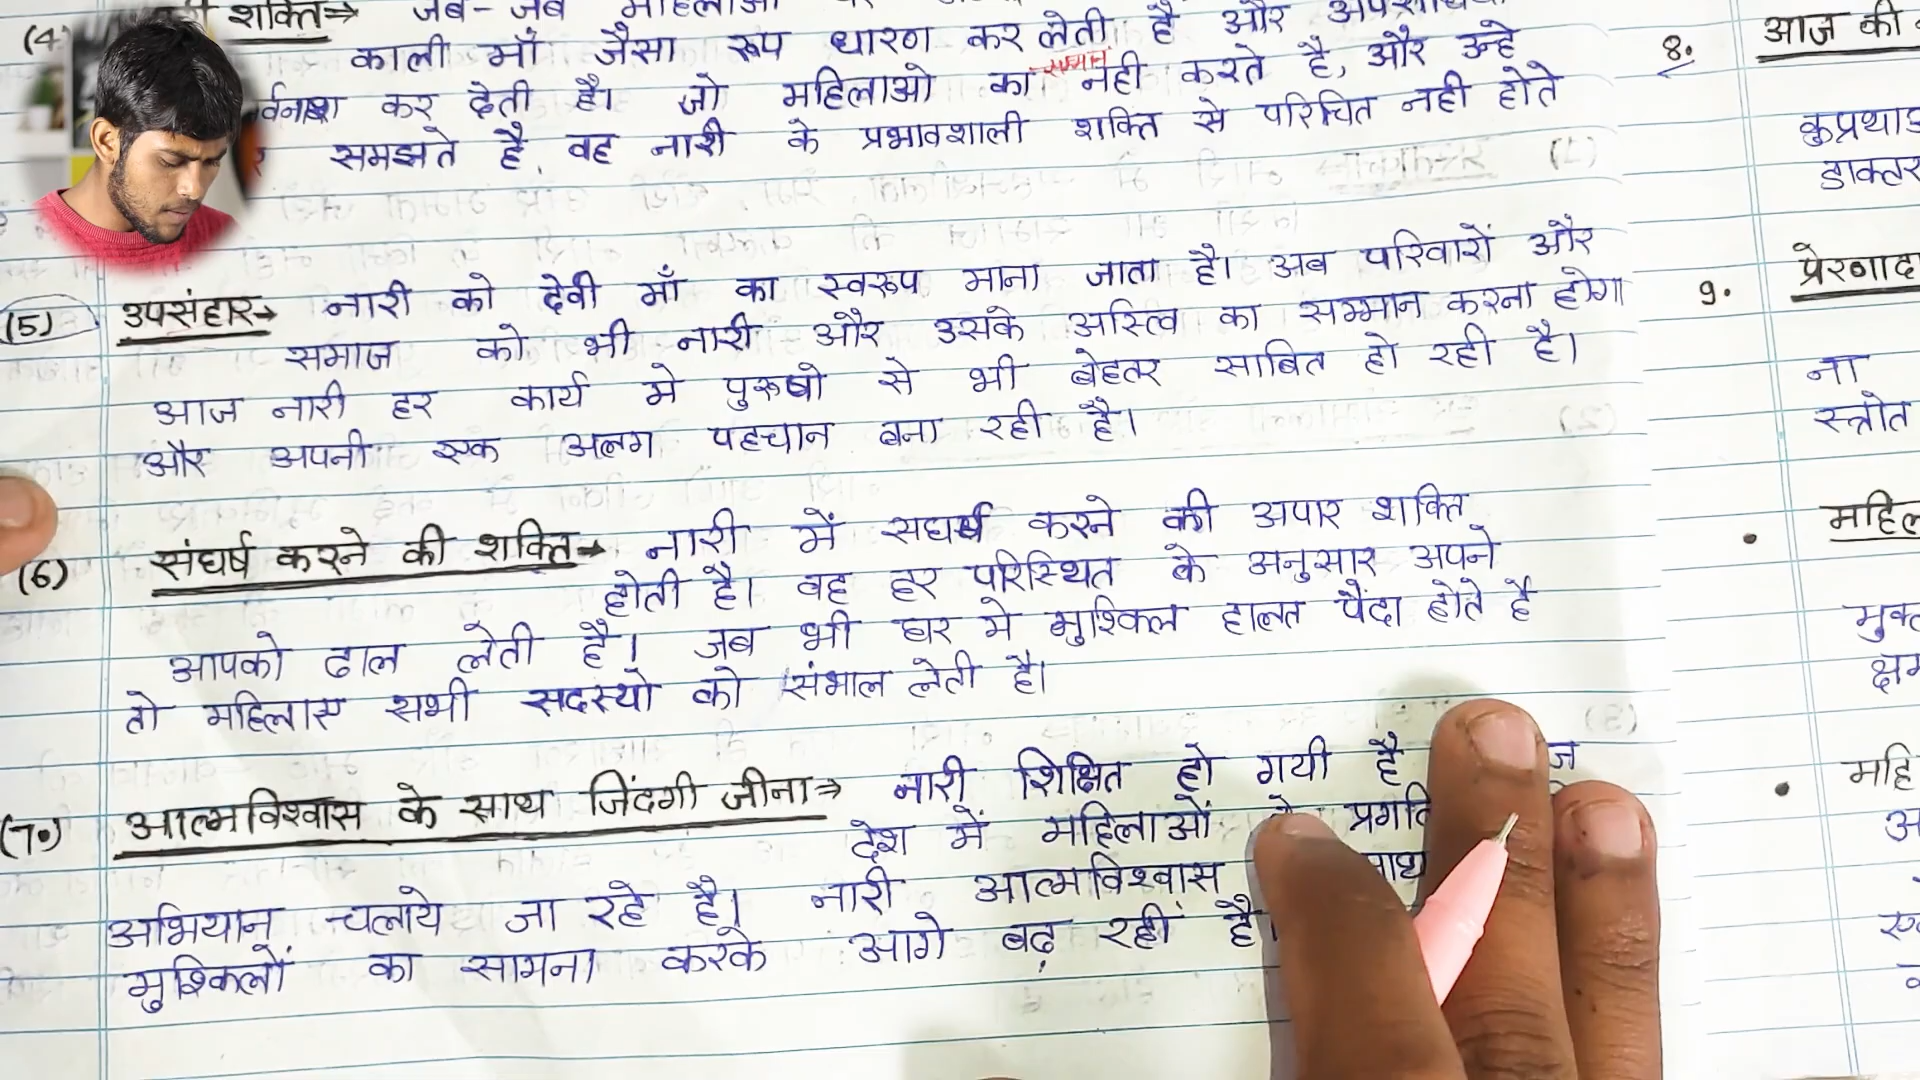 (4) शक्ति⇒ जब-जब महिलाओं
काली माँ जैसा रूप धारण कर लेती है और
कर देती है। जो महिलाओ का सम्मान नही करते है, और उन्हे
समझते है, वह नारी के प्रभावशाली शक्ति से परिचित नही होते
(5) उपसंहार→ नारी को देवी माँ का स्वरूप माना जाता है। अब परिवारों और
समाज को भी नारी और उसके अस्तित्व का सम्मान करना होगा
आज नारी हर कार्य मे पुरूषो से भी बेहतर साबित हो रही है।
और अपनी एक अलग पहचान बना रही है।
(6) संघर्ष करने की शक्ति→ नारी में सघर्ष करने की अपार शक्ति
होती है। वह हर परिस्थित के अनुसार अपने
आपको ढाल लेती है। जब भी घर मे मुश्किल हालत पैदा होते है
तो महिलाए सभी सदस्यो को संभाल लेती है।
(7.) आत्मविश्वास के साथ जिंदगी जीना⇒ नारी शिक्षित हो गयी है
देश में महिलाओं प्रगति
अभियान चलाये जा रहे है। नारी आत्मविश्वास
मुश्किलों का सामना करके आगे बढ़ रहीं है।
8. आज की
कुप्रथा
डाक्टर
9. प्रेरणादा
ना
स्त्रोत
• महिल
मुक्त
क्षम
• महि